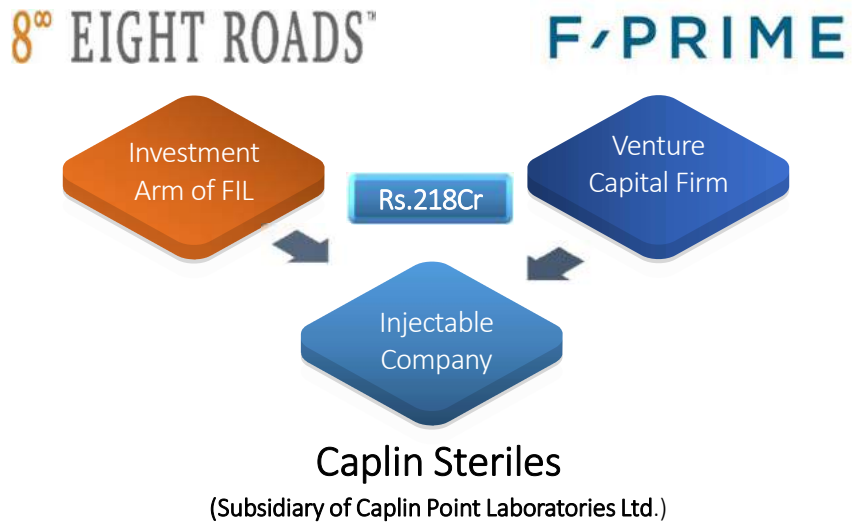 8∞ EIGHT ROADS™
F-PRIME
Investment
Arm of FIL
Rs.218Cr
Venture
Capital Firm
Injectable
Company
Caplin Steriles
(Subsidiary of Caplin Point Laboratories Ltd.)